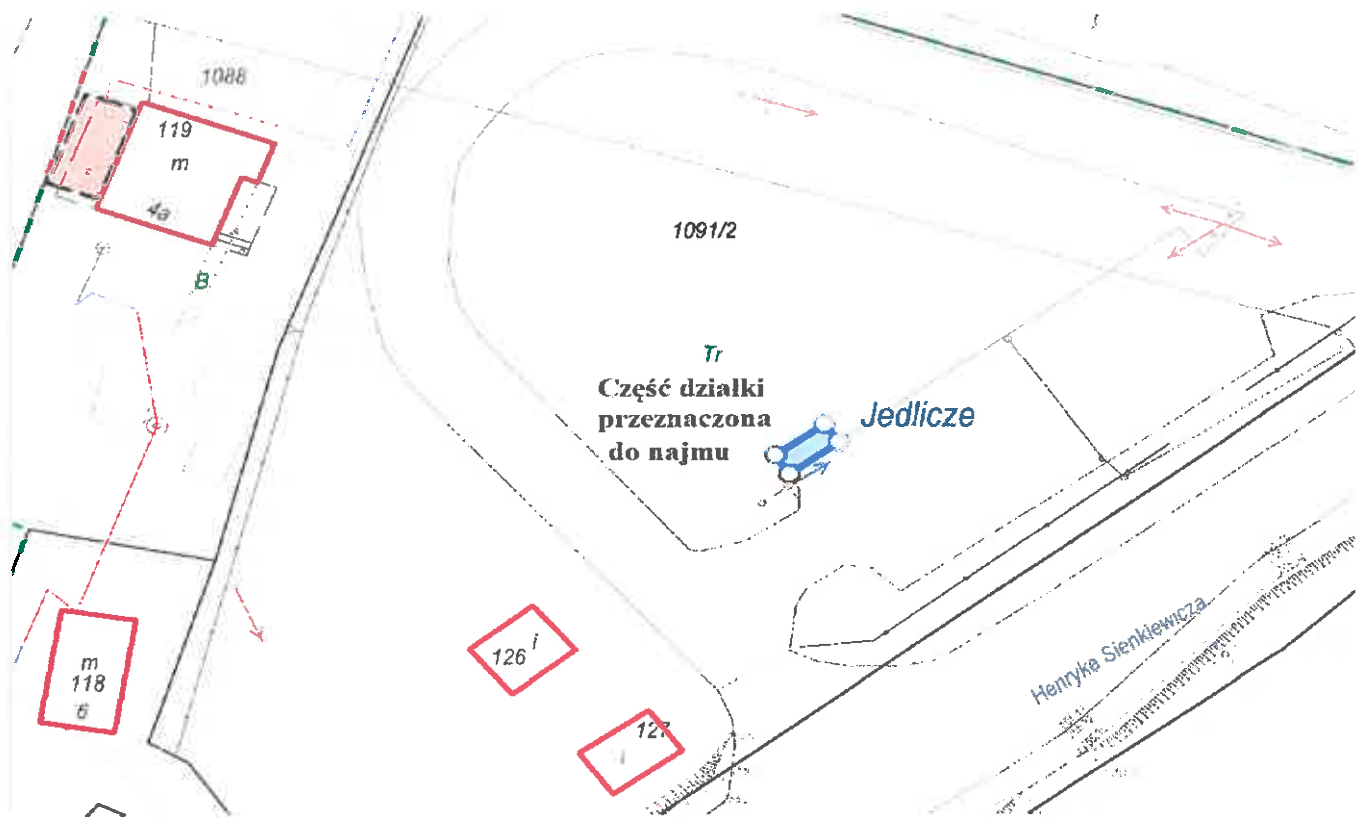 1088
119
m
4a
B
1091/2
Tr
Część działki
przeznaczona
do najmu
Jedlicze
m
118
6
126
i
127
i
Henryka Sienkiewicza